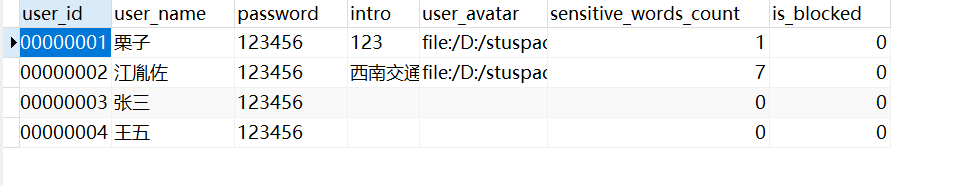 user_id user_name password intro user_avatar sensitive_words_count is_blocked
00000001 栗子 123456 123 file:/D:/stuspac 1 0
00000002 江胤佐 123456 西南交通 file:/D:/stuspac 7 0
00000003 张三 123456 0 0
00000004 王五 123456 0 0